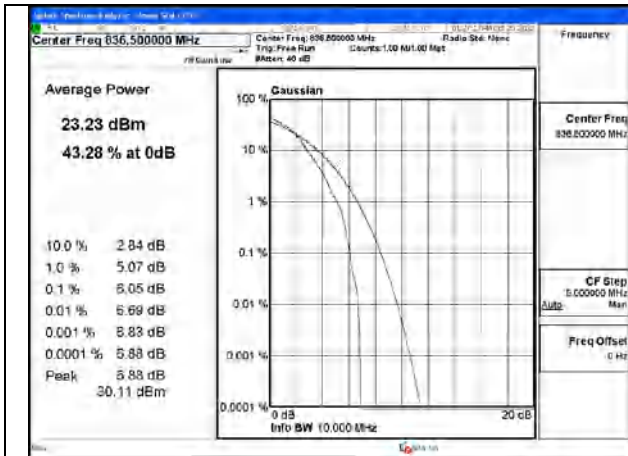 Center Freq 836.500000 MHz
Center Freq: 836.500000 MHz
Radio Std: None
Trig: Free Run
Counts:1.00 M/1.00 Mpt
#Atten: 40 dB
Frequency
Average Power
23.23 dBm
43.28 % at 0dB
10.0 % 2.84 dB
1.0 % 5.07 dB
0.1 % 6.05 dB
0.01 % 6.69 dB
0.001 % 6.83 dB
0.0001 % 6.88 dB
Peak 6.88 dB
30.11 dBm
Gaussian
100 %
10 %
1 %
0.1 %
0.01 %
0.001 %
0.0001 %
0 dB
20 dB
Info BW 10.000 MHz
Center Freq
836.500000 MHz
CF Step
5.000000 MHz
Auto Man
Freq Offset
0 Hz